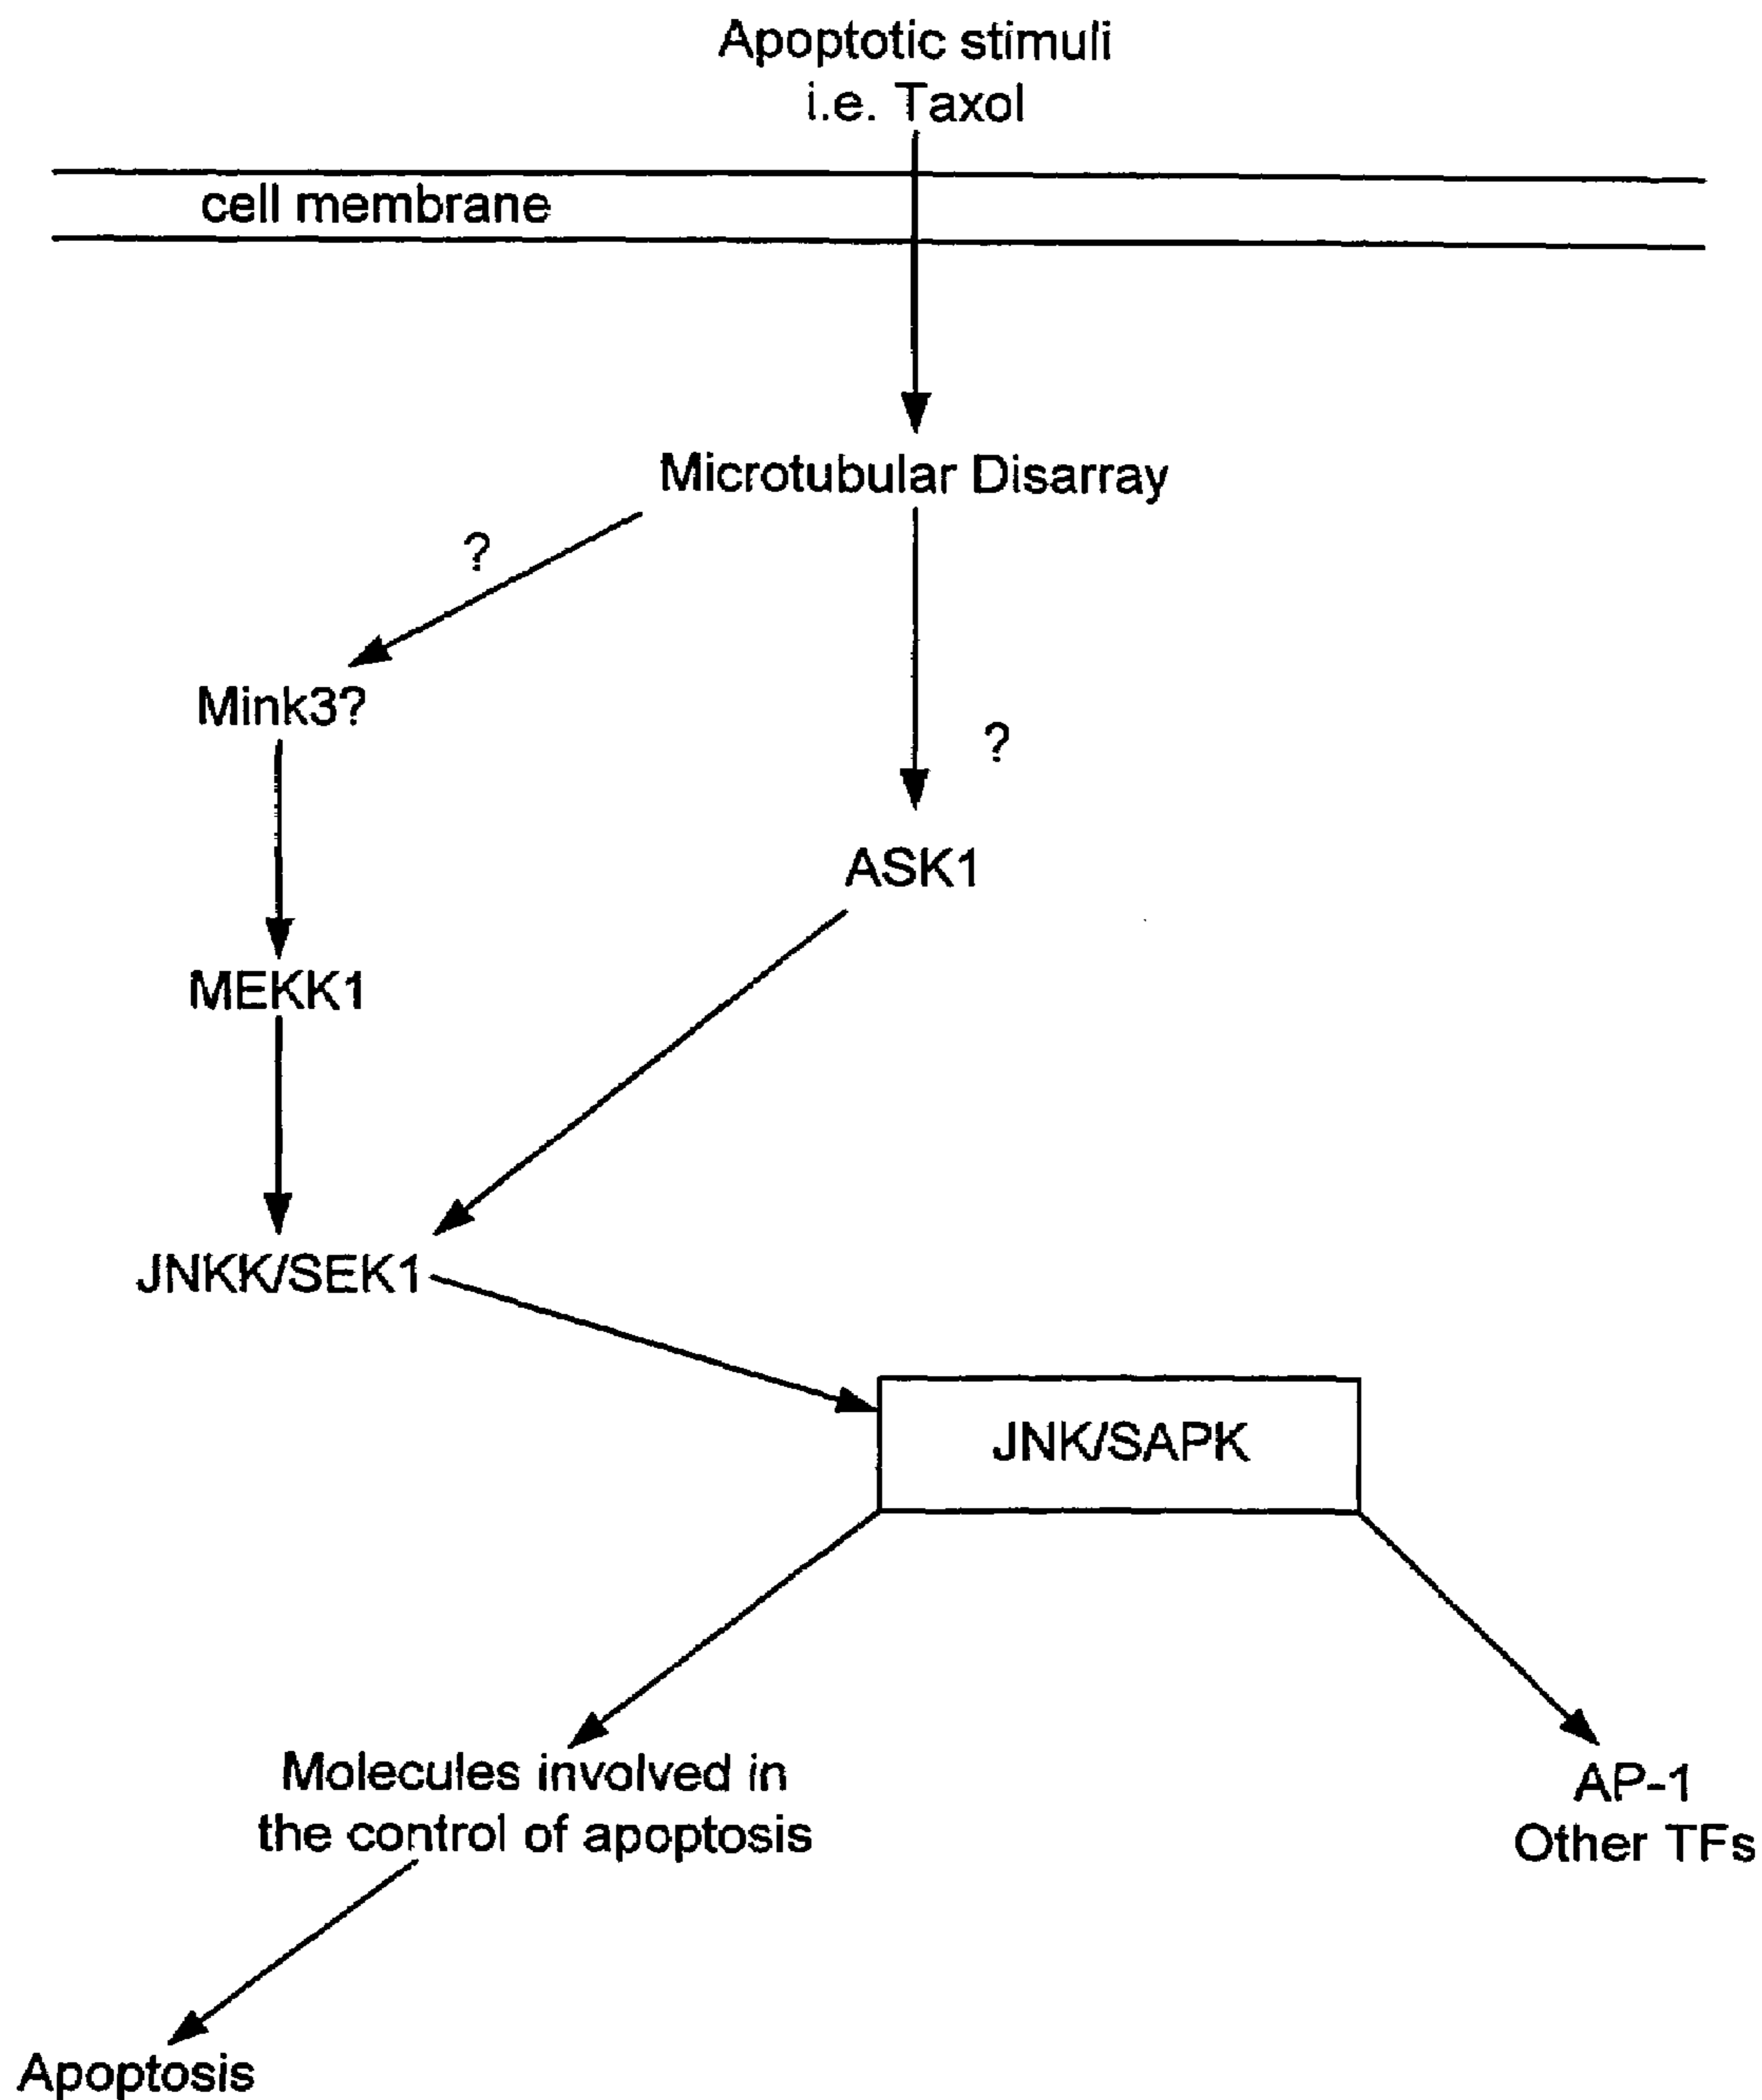 Apoptotic stimuli
i.e. Taxol
cell membrane
Microtubular Disarray
?
Mink3?
?
ASK1
MEKK1
JNKK/SEK1
JNK/SAPK
Molecules involved in
the control of apoptosis
AP-1
Other TFs
Apoptosis